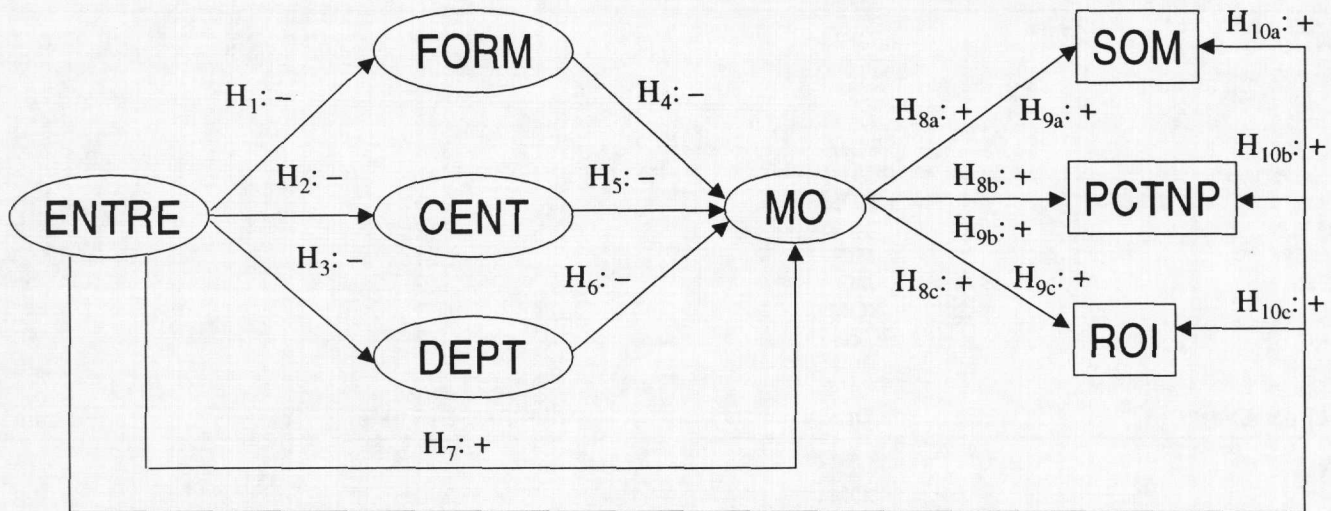 FORM
SOM
H10a: +
H1: –
H4: –
H8a: +
H9a: +
H2: –
H5: –
H8b: +
H10b: +
ENTRE
CENT
MO
PCTNP
H9b: +
H3: –
H6: –
H8c: +
H9c: +
H10c: +
DEPT
ROI
H7: +